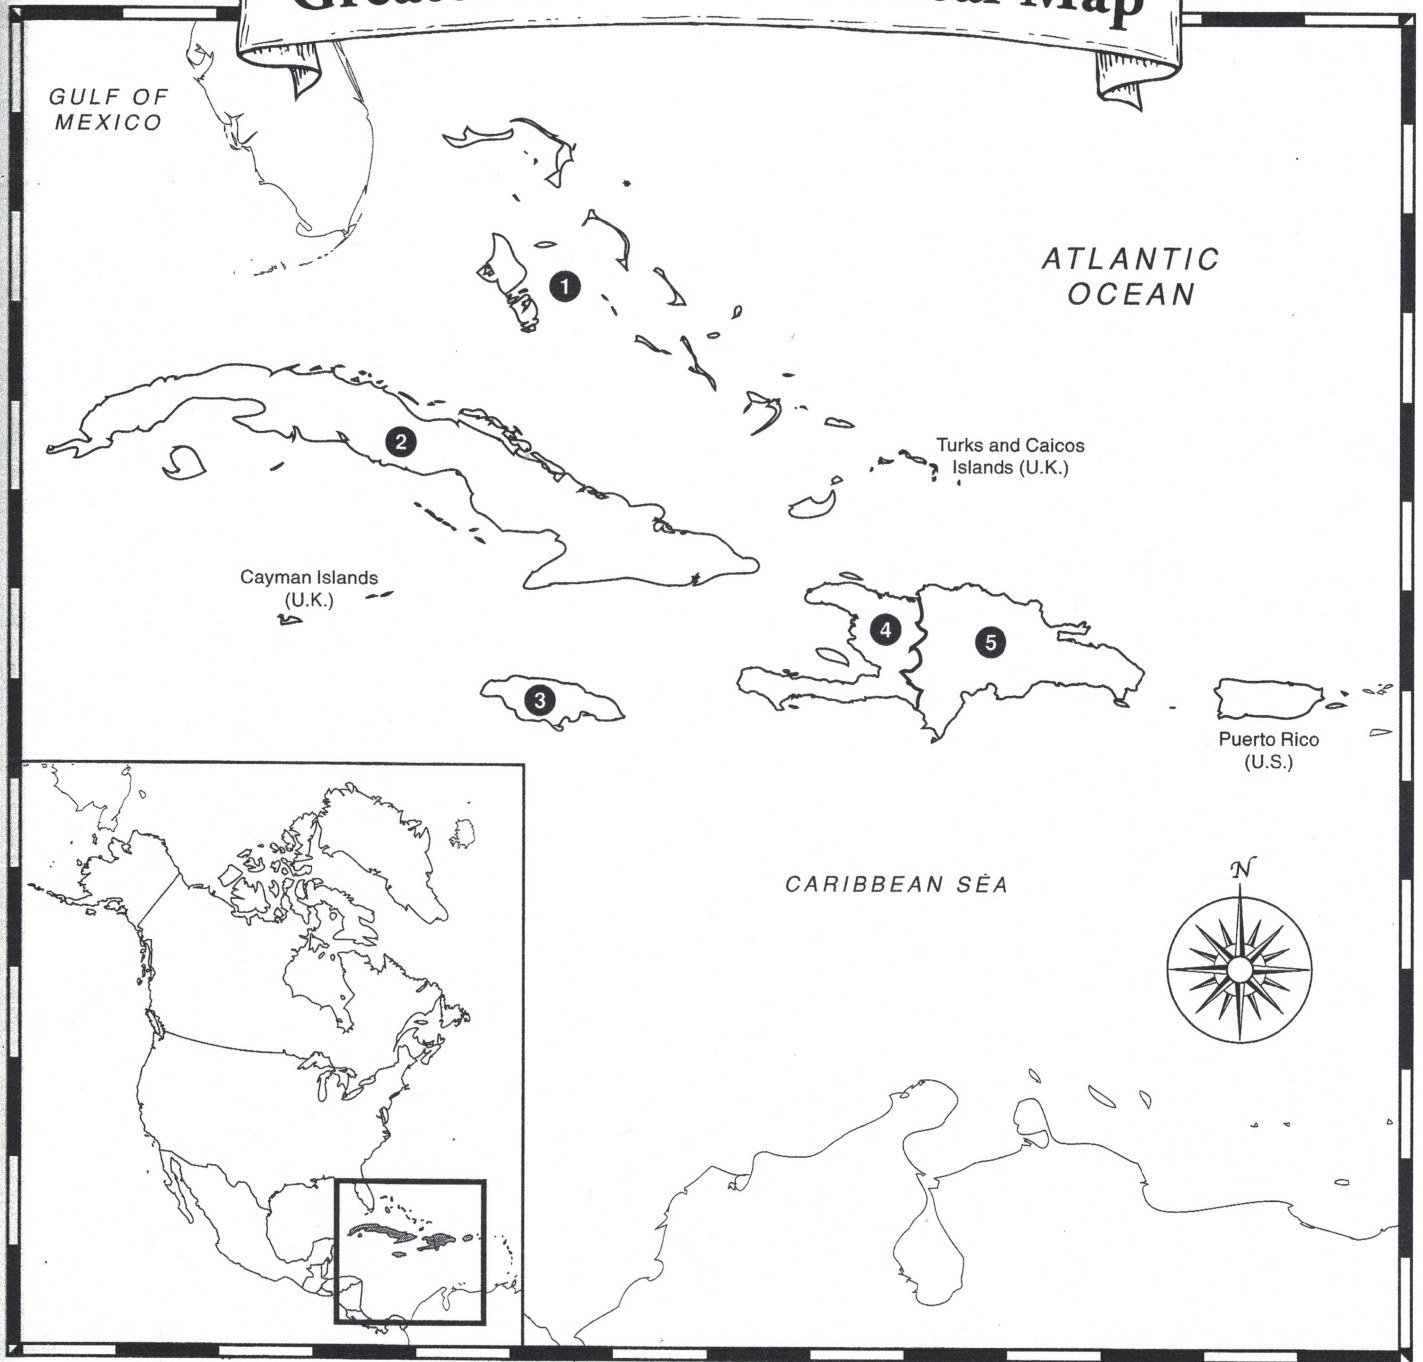 Greater
Map
GULF OF
MEXICO
ATLANTIC
OCEAN
1
2
Turks and Caicos
Islands (U.K.)
Cayman Islands
(U.K.)
4
5
3
Puerto Rico
(U.S.)
CARIBBEAN SEA
N